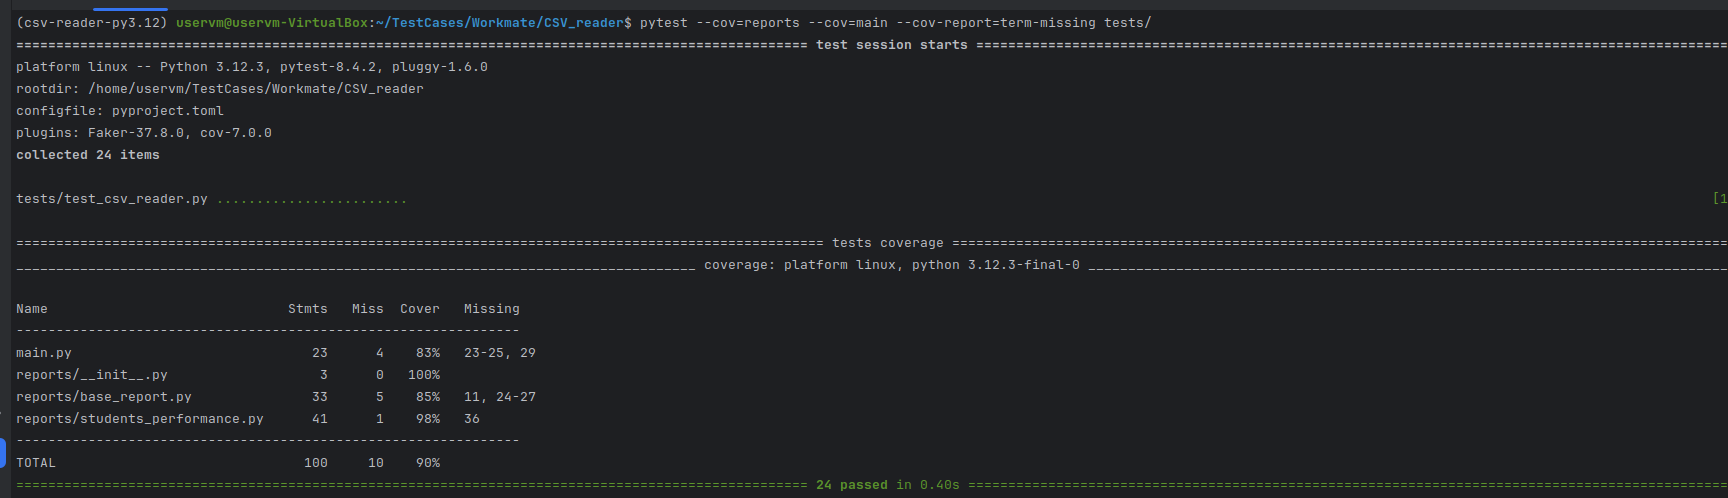 (csv-reader-py3.12) uservm@uservm-VirtualBox:~/TestCases/Workmate/CSV_reader$ pytest --cov=reports --cov=main --cov-report=term-missing tests/
=================================================================================================== test session starts ==============================================================================================
platform linux -- Python 3.12.3, pytest-8.4.2, pluggy-1.6.0
rootdir: /home/uservm/TestCases/Workmate/CSV_reader
configfile: pyproject.toml
plugins: Faker-37.8.0, cov-7.0.0
collected 24 items
tests/test_csv_reader.py ........................ [1
===================================================================================================== tests coverage =================================================================================================
_____________________________________________________________________________________ coverage: platform linux, python 3.12.3-final-0 ________________________________________________________________________________
Name                              Stmts   Miss  Cover   Missing
---------------------------------------------------------------
main.py                              23      4    83%   23-25, 29
reports/__init__.py                   3      0   100%
reports/base_report.py               33      5    85%   11, 24-27
reports/students_performance.py      41      1    98%   36
---------------------------------------------------------------
TOTAL                               100     10    90%
=================================================================================================== 24 passed in 0.40s ===============================================================================================